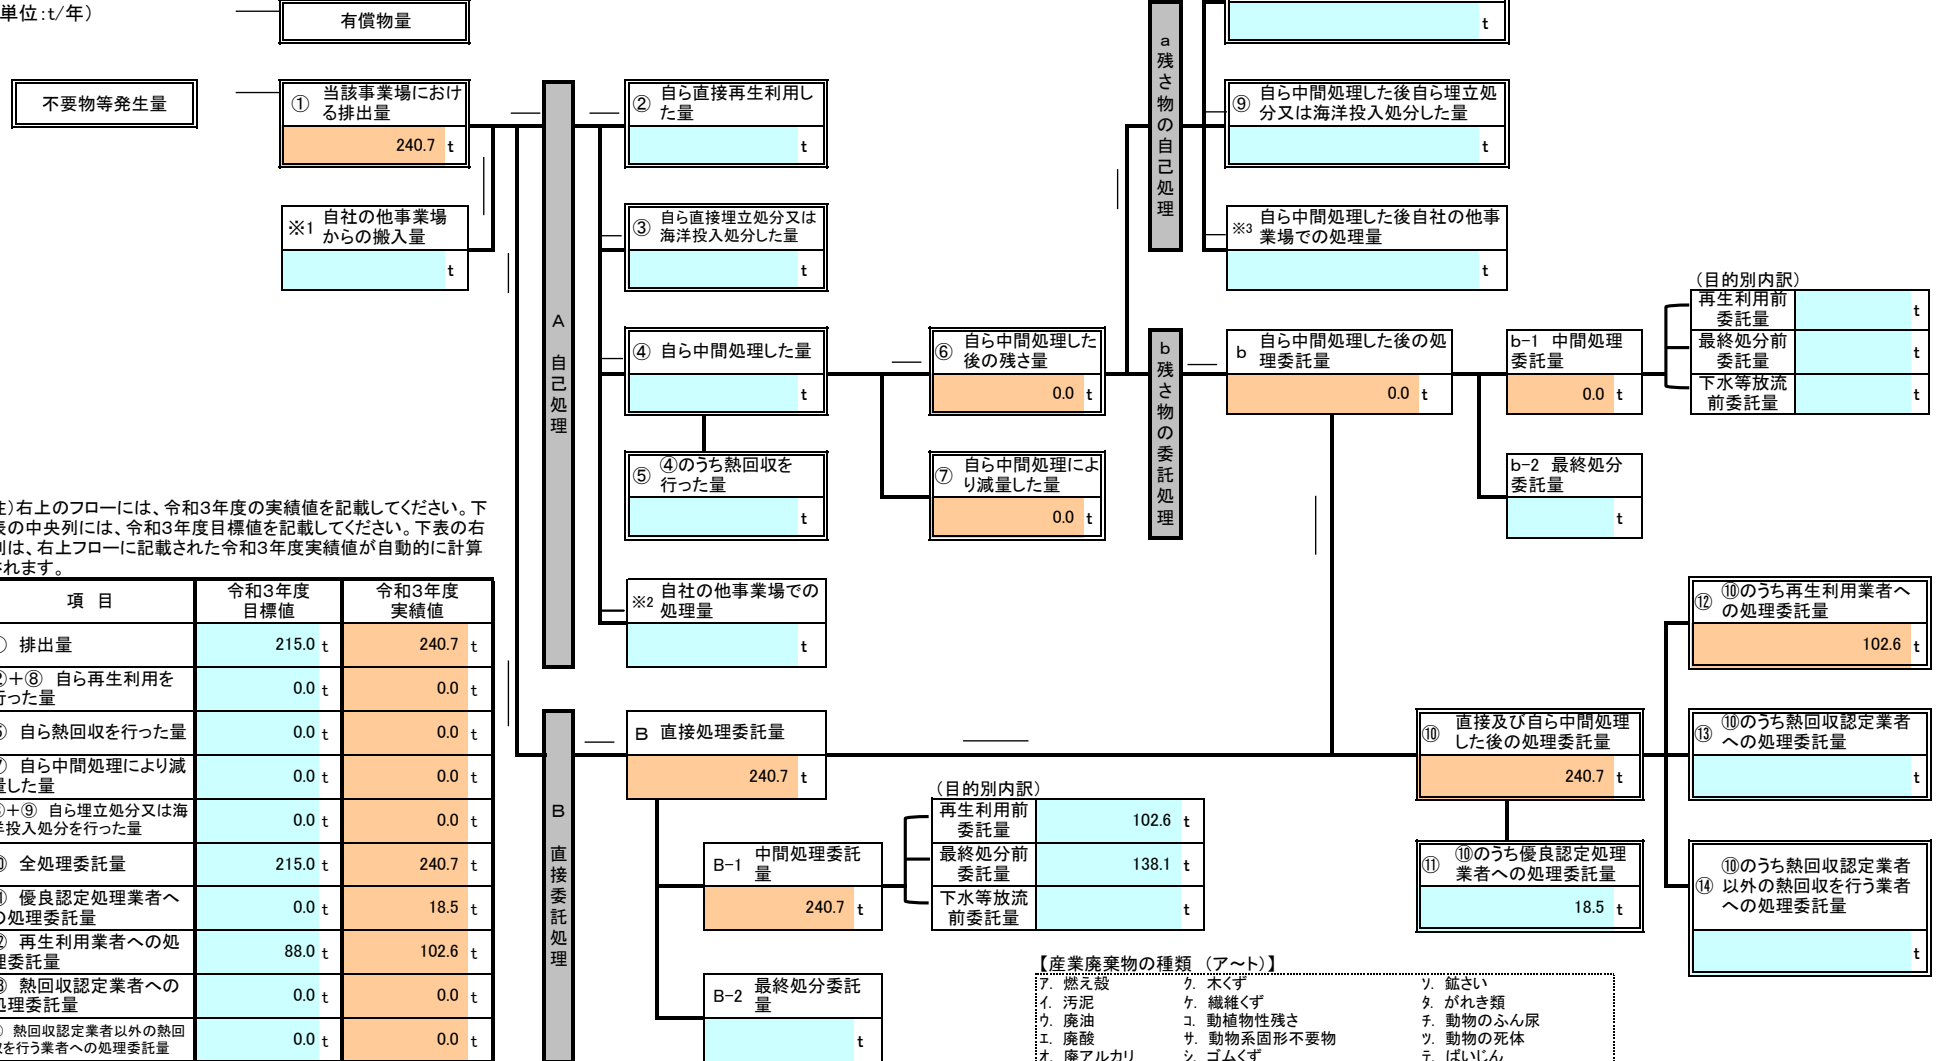 単位:t/年）
有償物量
t
不要物等発生量
① 当該事業場におけ
る排出量
240.7 t
※1 自社の他事業場
からの搬入量
t
A 自己処理
② 自ら直接再生利用し
た量
t
③ 自ら直接埋立処分又は
海洋投入処分した量
t
④ 自ら中間処理した量
t
⑤ ④のうち熱回収を
行った量
t
※2 自社の他事業場での
処理量
t
⑥ 自ら中間処理した
後の残さ量
0.0 t
⑦ 自ら中間処理によ
り減量した量
0.0 t
a 残さ物の自己処理
⑨ 自ら中間処理した後自ら埋立処
分又は海洋投入処分した量
t
※3 自ら中間処理した後自社の他事
業場での処理量
t
b 残さ物の委託処理
b 自ら中間処理した後の処
理委託量
0.0 t
b-1 中間処理
委託量
0.0 t
b-2 最終処分
委託量
t
（目的別内訳）
再生利用前
委託量
t
最終処分前
委託量
t
下水等放流
前委託量
t
注）右上のフローには、令和3年度の実績値を記載してください。下
表の中央列には、令和3年度目標値を記載してください。下表の右
列は、右上フローに記載された令和3年度実績値が自動的に計算
されます。
項 目 令和3年度 目標値 令和3年度 実績値
① 排出量 215.0 t 240.7 t
②＋⑧ 自ら再生利用を
行った量 0.0 t 0.0 t
⑤ 自ら熱回収を行った量 0.0 t 0.0 t
⑦ 自ら中間処理により減
量した量 0.0 t 0.0 t
③＋⑨ 自ら埋立処分又は海
洋投入処分を行った量 0.0 t 0.0 t
⑩ 全処理委託量 215.0 t 240.7 t
⑪ 優良認定処理業者へ
の処理委託量 0.0 t 18.5 t
⑫ 再生利用業者への処
理委託量 88.0 t 102.6 t
⑬ 熱回収認定業者への
処理委託量 0.0 t 0.0 t
⑭ 熱回収認定業者以外の熱回
収を行う業者への処理委託量 0.0 t 0.0 t
B 直接委託処理
B 直接処理委託量
240.7 t
B-1 中間処理委託
量
240.7 t
B-2 最終処分委託
量
t
（目的別内訳）
再生利用前
委託量
102.6 t
最終処分前
委託量
138.1 t
下水等放流
前委託量
t
⑩ 直接及び自ら中間処理
した後の処理委託量
240.7 t
⑪ ⑩のうち優良認定処理
業者への処理委託量
18.5 t
⑫ ⑩のうち再生利用業者へ
の処理委託量
102.6 t
⑬ ⑩のうち熱回収認定業者
への処理委託量
t
⑭ ⑩のうち熱回収認定業者
以外の熱回収を行う業者
への処理委託量
t
【産業廃棄物の種類 （ア～ト）】
ア. 燃え殻 ク. 木くず ソ. 鉱さい
イ. 汚泥 ケ. 繊維くず タ. がれき類
ウ. 廃油 コ. 動植物性残さ チ. 動物のふん尿
エ. 廃酸 サ. 動物系固形不要物 ツ. 動物の死体
オ. 廃アルカリ シ. ゴムくず テ. ばいじん